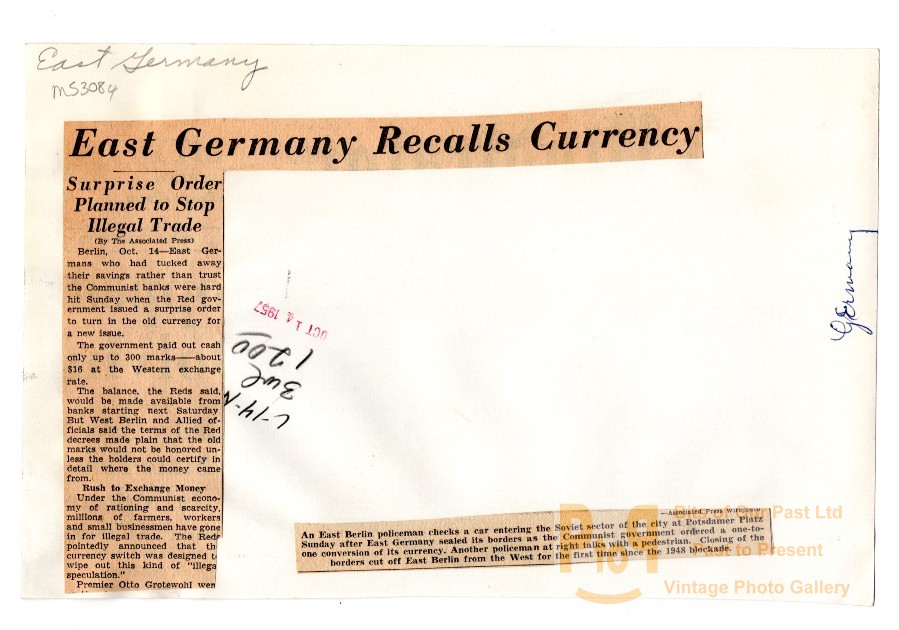 East Germany
MS3084
East Germany Recalls Currency
Surprise Order
Planned to Stop
Illegal Trade
(By The Associated Press)
Berlin, Oct. 14—East Ger-
mans who had tucked away
their savings rather than trust
the Communist banks were hard
hit Sunday when the Red gov-
ernment issued a surprise order
to turn in the old currency for
a new issue.
The government paid out cash
only up to 300 marks—about
$16 at the Western exchange
rate.
The balance, the Reds said,
would be made available from
banks starting next Saturday
But West Berlin and Allied of-
ficials said the terms of the Red
decrees made plain that the old
marks would not be honored un-
less the holders could certify in
detail where the money came
from.
Rush to Exchange Money
Under the Communist econo-
my of rationing and scarcity,
millions of farmers, workers
and small businessmen have gone
in for illegal trade. The Reds
pointedly announced that th
currency switch was designed t
wipe out this kind of "illega
speculation."
Premier Otto Grotewohl wen
OCT 14 1957
1200
3
L-14-N
Germany
—Associated Press
An East Berlin policeman checks a car entering the Soviet sector of the city at Potsdamer Platz
Sunday after East Germany sealed its borders as the Communist government ordered a one-to-
one conversion of its currency. Another policeman at right talks with a pedestrian. Closing of the
borders cut off East Berlin from the West for the first time since the 1948 blockade.
Past Ltd
to Present
Vintage Photo Gallery